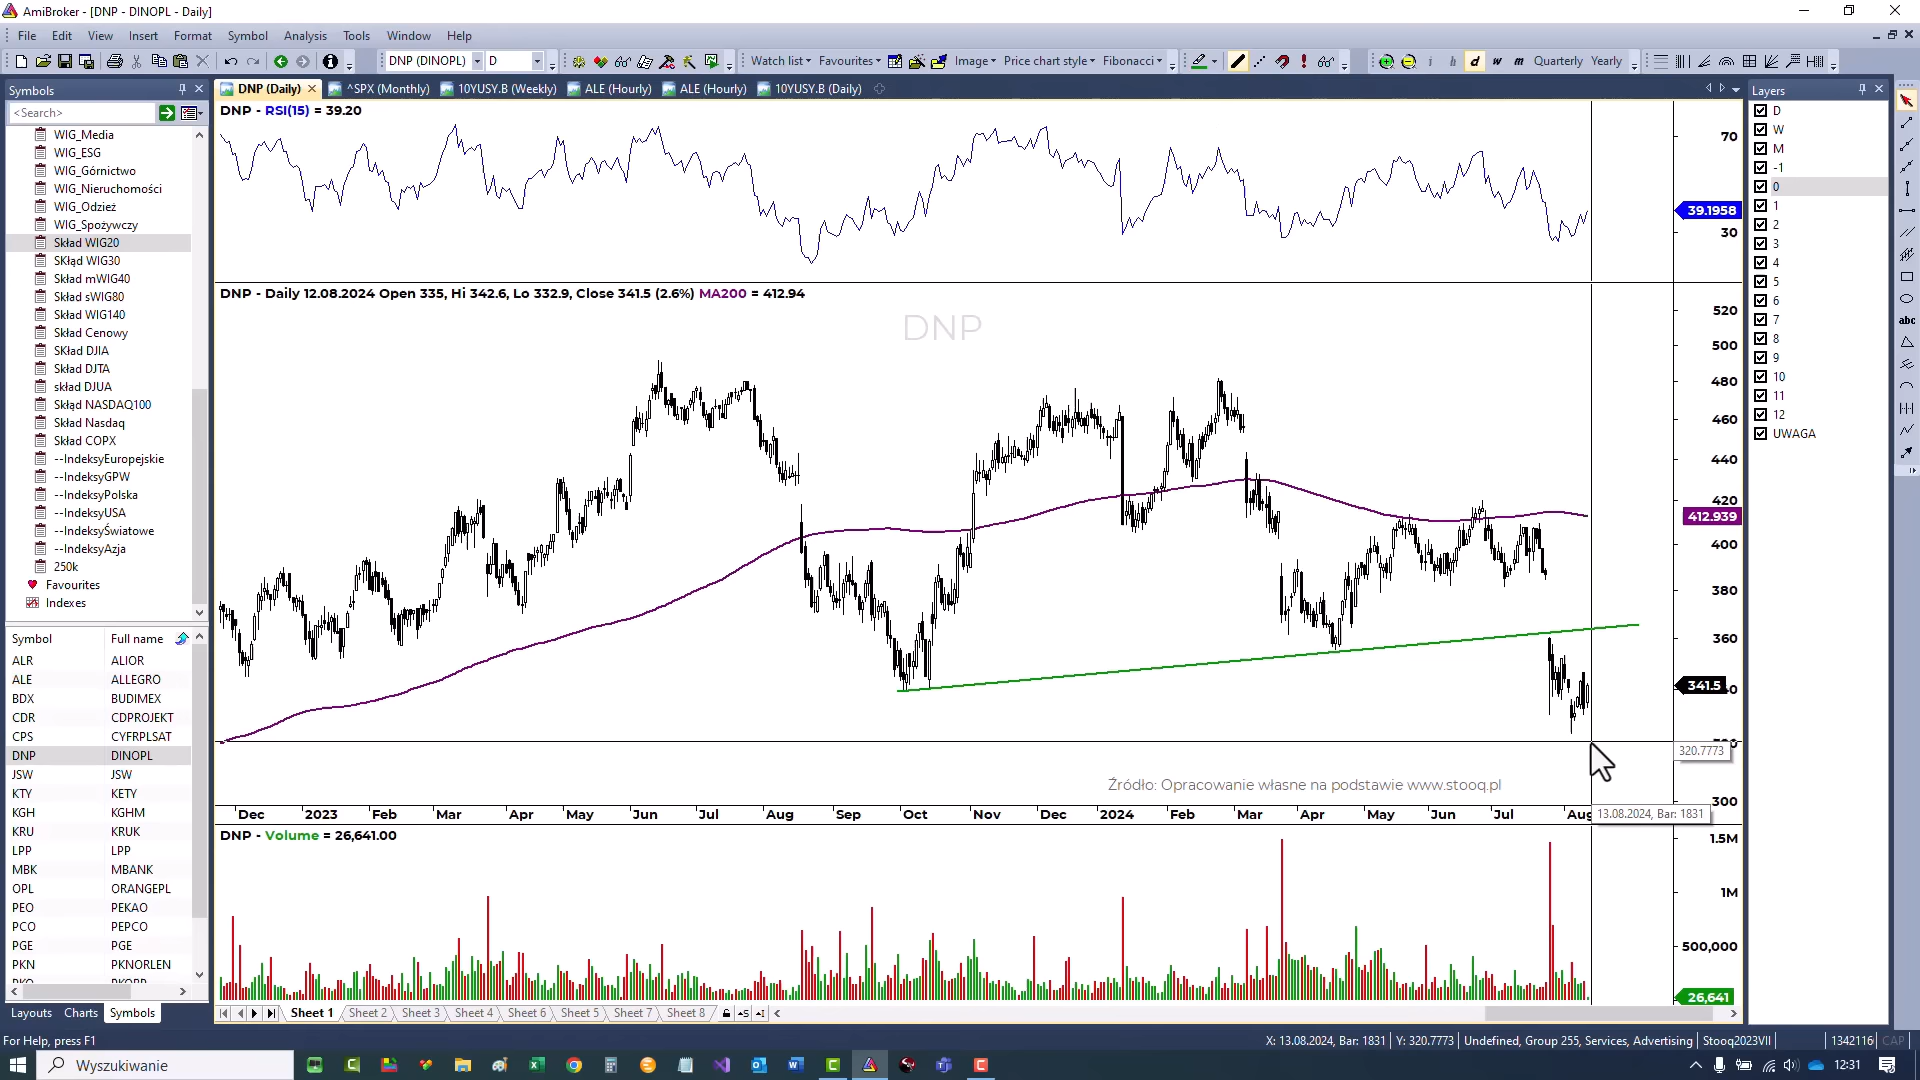 AmiBroker - [DNP - DINOPL - Daily]
File Edit View Insert Format Symbol Analysis Tools Window Help
DNP (DINOPL) D Watch list Favourites Image Price chart style Fibonacci i h d w m Quarterly Yearly
Symbols
<Search>
WIG_Media
WIG_ESG
WIG_Górnictwo
WIG_Nieruchomości
WIG_Odzież
WIG_Spożywczy
Skład WIG20
SKłąd WIG30
Skład mWIG40
Skład sWIG80
Skład WIG140
Skład Cenowy
SKład DJIA
Skład DJTA
skład DJUA
Skłąd NASDAQ100
Skład Nasdaq
Skład COPX
--IndeksyEuropejskie
--IndeksyGPW
--IndeksyPolska
--IndeksyUSA
--IndeksyŚwiatowe
--IndeksyAzja
250k
Favourites
Indexes
Symbol Full name
ALR ALIOR
ALE ALLEGRO
BDX BUDIMEX
CDR CDPROJEKT
CPS CYFRPLSAT
DNP DINOPL
JSW JSW
KTY KETY
KGH KGHM
KRU KRUK
LPP LPP
MBK MBANK
OPL ORANGEPL
PEO PEKAO
PCO PEPCO
PGE PGE
PKN PKNORLEN
Layouts Charts Symbols
DNP (Daily) ^SPX (Monthly) 10YUSY.B (Weekly) ALE (Hourly) ALE (Hourly) 10YUSY.B (Daily)
DNP - RSI(15) = 39.20
70
39.1958
30
DNP - Daily 12.08.2024 Open 335, Hi 342.6, Lo 332.9, Close 341.5 (2.6%) MA200 = 412.94
DNP
520
500
480
460
440
420
412.939
400
380
360
341.5
320.7773
300
Źródło: Opracowanie własne na podstawie www.stooq.pl
Dec 2023 Feb Mar Apr May Jun Jul Aug Sep Oct Nov Dec 2024 Feb Mar Apr May Jun Jul Aug
13.08.2024, Bar: 1831
DNP - Volume = 26,641.00
1.5M
1M
500,000
26,641
Sheet 1 Sheet 2 Sheet 3 Sheet 4 Sheet 6 Sheet 5 Sheet 7 Sheet 8
Layers
D
W
M
-1
0
1
2
3
4
5
6
7
8
9
10
11
12
UWAGA
abc
For Help, press F1
X: 13.08.2024, Bar: 1831 Y: 320.7773 Undefined, Group 255, Services, Advertising Stooq2023VII 1342116 CAP
Wyszukiwanie
12:31